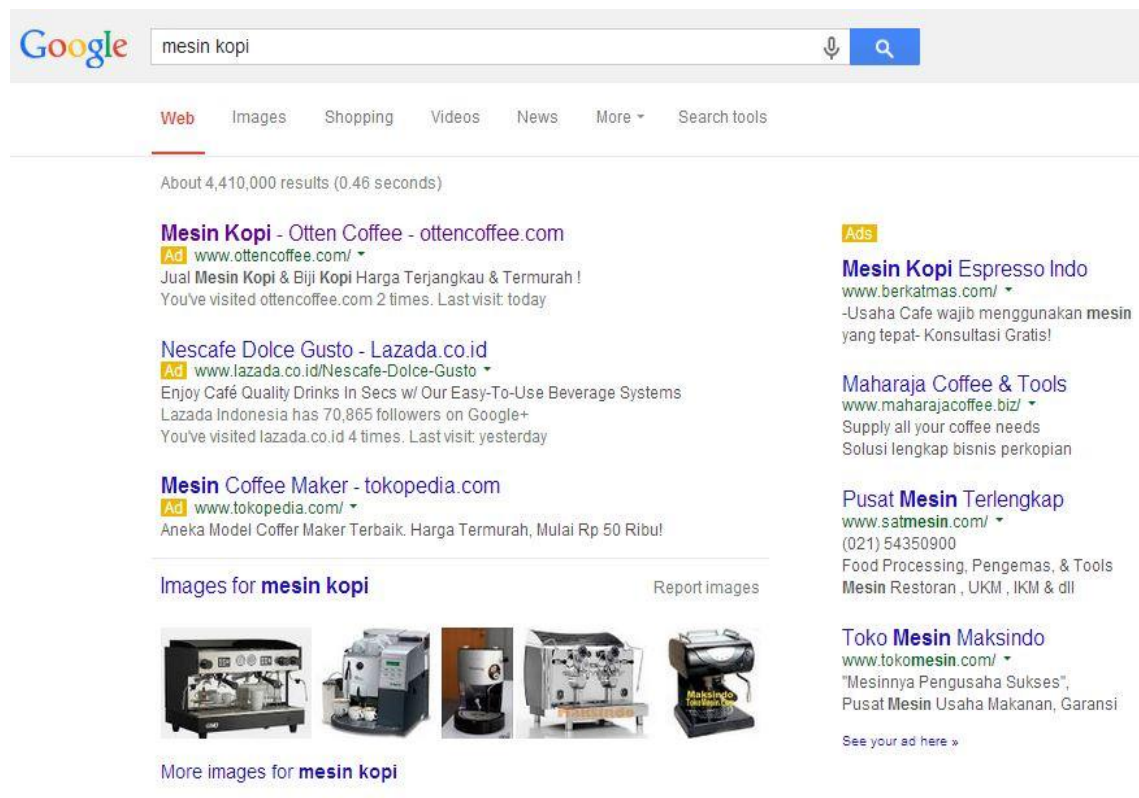 Google
mesin kopi
Web Images Shopping Videos News More Search tools
About 4,410,000 results (0.46 seconds)
Mesin Kopi - Otten Coffee - ottencoffee.com
Ad www.ottencoffee.com/
Jual Mesin Kopi & Biji Kopi Harga Terjangkau & Termurah !
You've visited ottencoffee.com 2 times. Last visit: today
Nescafe Dolce Gusto - Lazada.co.id
Ad www.lazada.co.id/Nescafe-Dolce-Gusto
Enjoy Café Quality Drinks In Secs w/ Our Easy-To-Use Beverage Systems
Lazada Indonesia has 70,865 followers on Google+
You've visited lazada.co.id 4 times. Last visit: yesterday
Mesin Coffee Maker - tokopedia.com
Ad www.tokopedia.com/
Aneka Model Coffer Maker Terbaik. Harga Termurah, Mulai Rp 50 Ribu!
Images for mesin kopi
Report images
Maksindo
Maksindo
TokoMesin.Com
More images for mesin kopi
Ads
Mesin Kopi Espresso Indo
www.berkatmas.com/
-Usaha Cafe wajib menggunakan mesin
yang tepat- Konsultasi Gratis!
Maharaja Coffee & Tools
www.maharajacoffee.biz/
Supply all your coffee needs
Solusi lengkap bisnis perkopian
Pusat Mesin Terlengkap
www.satmesin.com/
(021) 54350900
Food Processing, Pengemas, & Tools
Mesin Restoran , UKM , IKM & dll
Toko Mesin Maksindo
www.tokomesin.com/
"Mesinnya Pengusaha Sukses",
Pusat Mesin Usaha Makanan, Garansi
See your ad here »